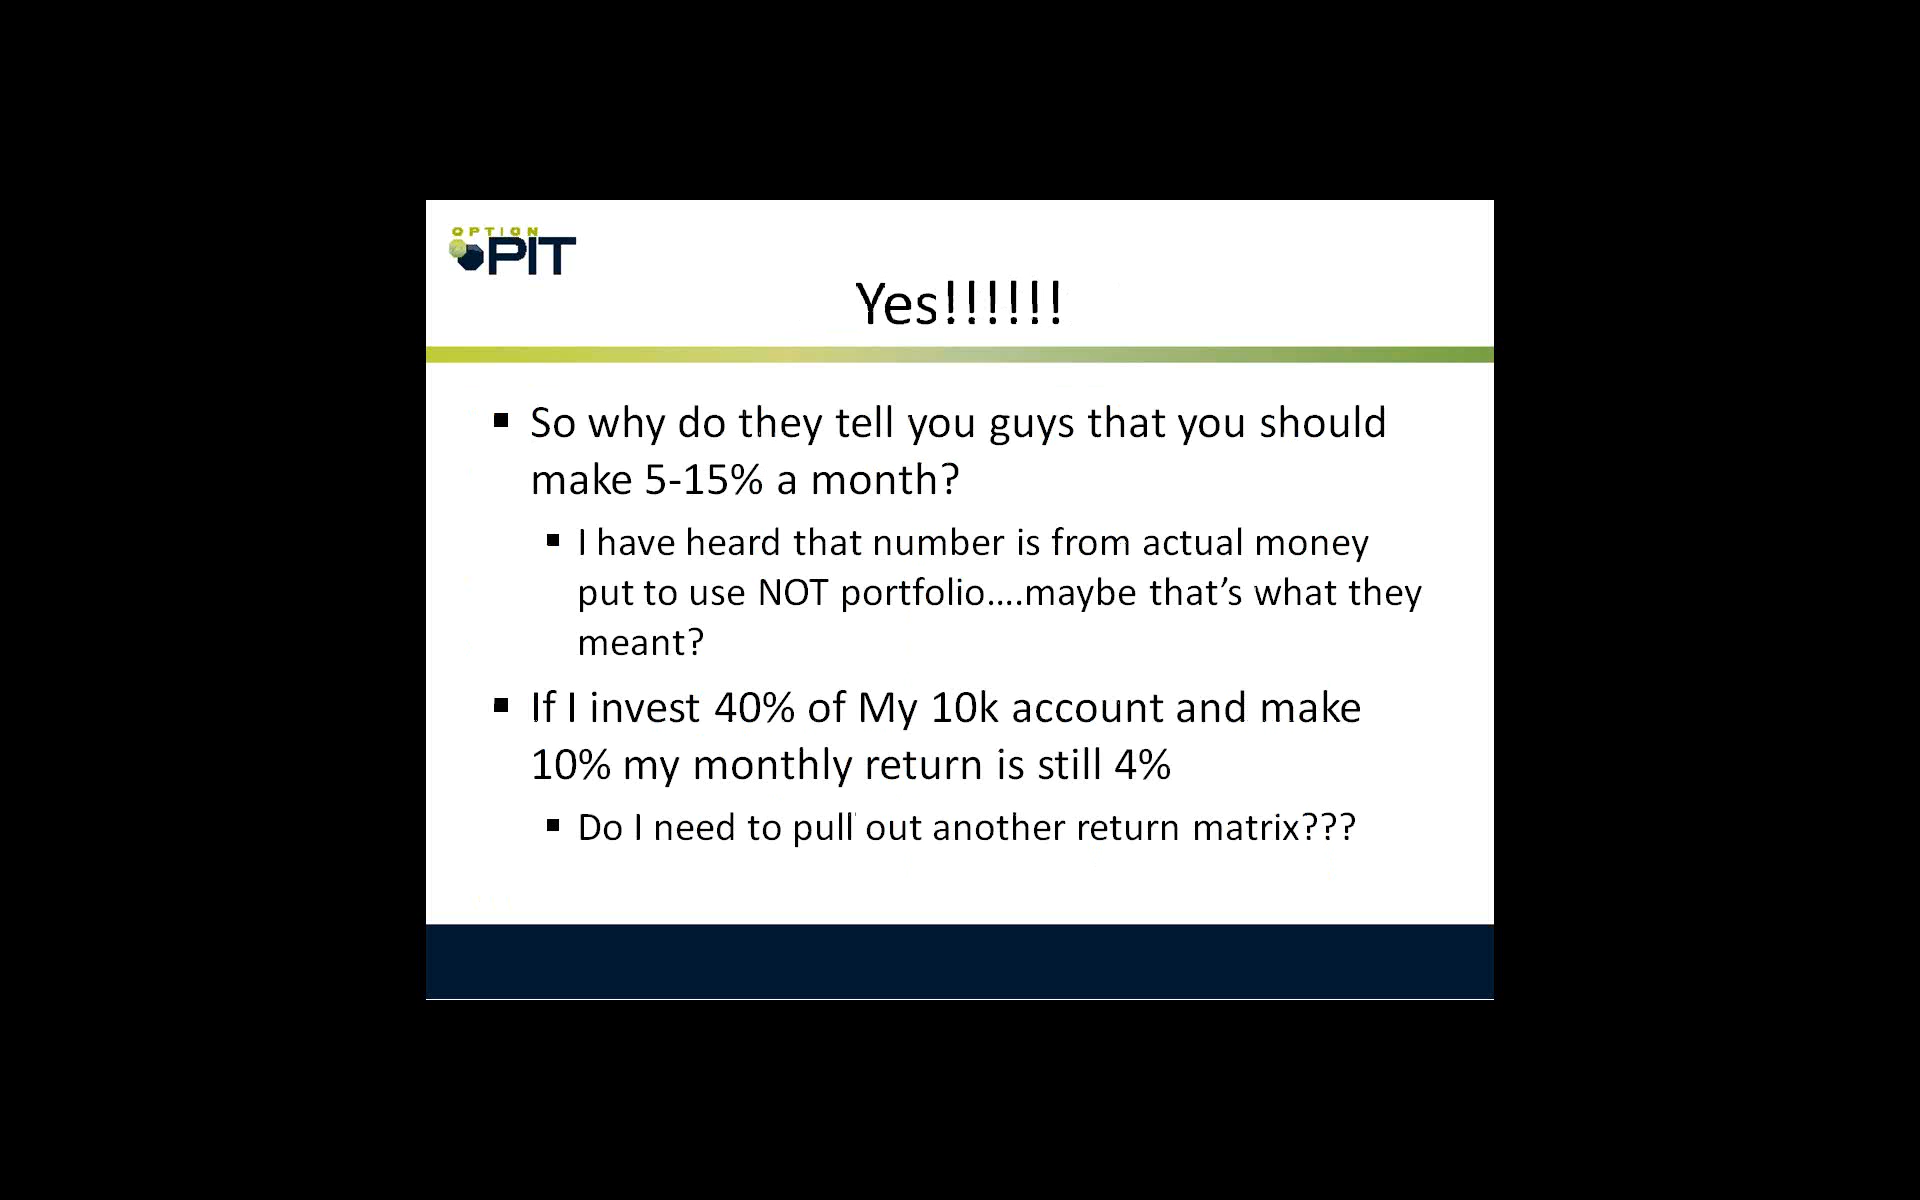 OPTION
PIT
Yes!!!!!!
▪ So why do they tell you guys that you should
make 5-15% a month?
▪ I have heard that number is from actual money
put to use NOT portfolio....maybe that's what they
meant?
▪ If I invest 40% of My 10k account and make
10% my monthly return is still 4%
▪ Do I need to pull out another return matrix???